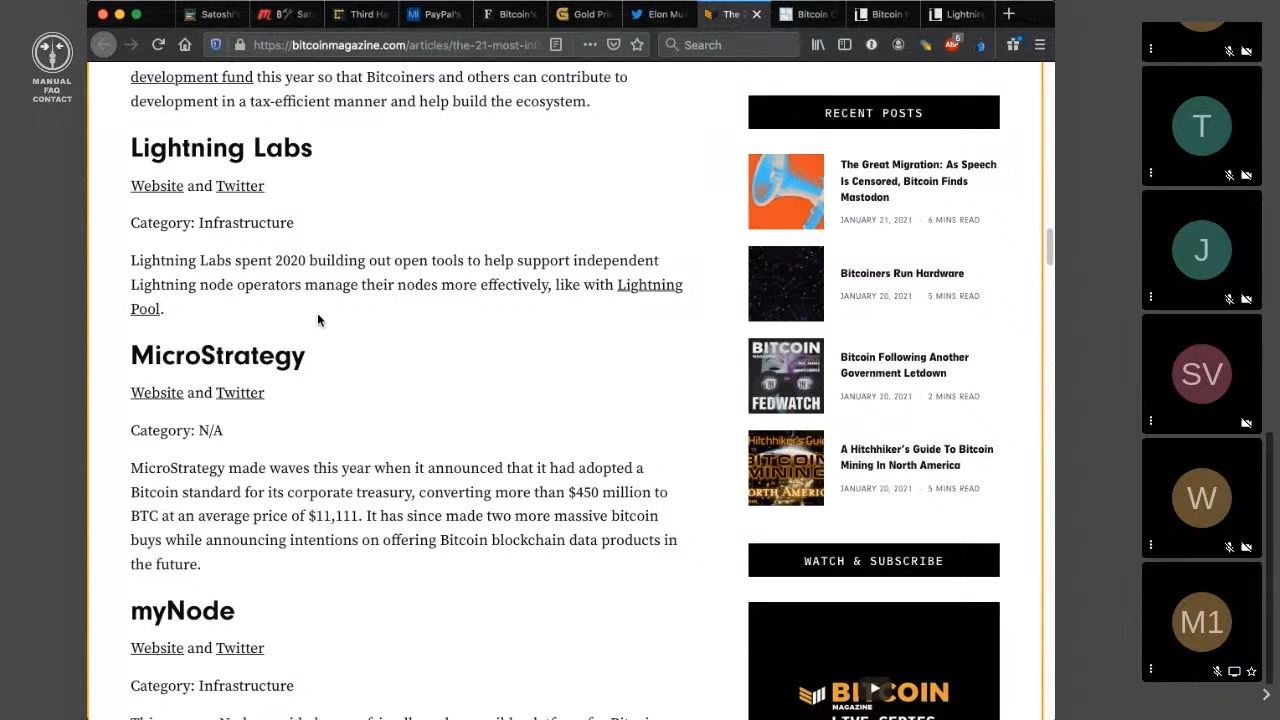 MANUAL
FAQ
CONTACT
Satoshi's
Sat
Third Ha
PayPal's
Bitcoin's
Gold Pri
Elon Mu
The
Bitcoin
Bitcoin
Lightnin
https://bitcoinmagazine.com/articles/the-21-most-infl
Search
ABP
5
development fund this year so that Bitcoiners and others can contribute to
development in a tax-efficient manner and help build the ecosystem.
Lightning Labs
Website and Twitter
Category: Infrastructure
Lightning Labs spent 2020 building out open tools to help support independent
Lightning node operators manage their nodes more effectively, like with Lightning
Pool.
MicroStrategy
Website and Twitter
Category: N/A
MicroStrategy made waves this year when it announced that it had adopted a
Bitcoin standard for its corporate treasury, converting more than $450 million to
BTC at an average price of $11,111. It has since made two more massive bitcoin
buys while announcing intentions on offering Bitcoin blockchain data products in
the future.
myNode
Website and Twitter
Category: Infrastructure
RECENT POSTS
The Great Migration: As Speech
Is Censored, Bitcoin Finds
Mastodon
JANUARY 21, 2021 · 6 MINS READ
Bitcoiners Run Hardware
JANUARY 20, 2021 · 5 MINS READ
BITCOIN
MAGAZINE
FEDWATCH
Bitcoin Following Another
Government Letdown
JANUARY 20, 2021 · 2 MINS READ
Hitchhiker's Guide
BITCOIN
MINING
NORTH AMERIC
A Hitchhiker's Guide To Bitcoin
Mining In North America
JANUARY 20, 2021 · 5 MINS READ
WATCH & SUBSCRIBE
BITCOIN
MAGAZINE
LIVE SERIES
T
J
SV
W
M1